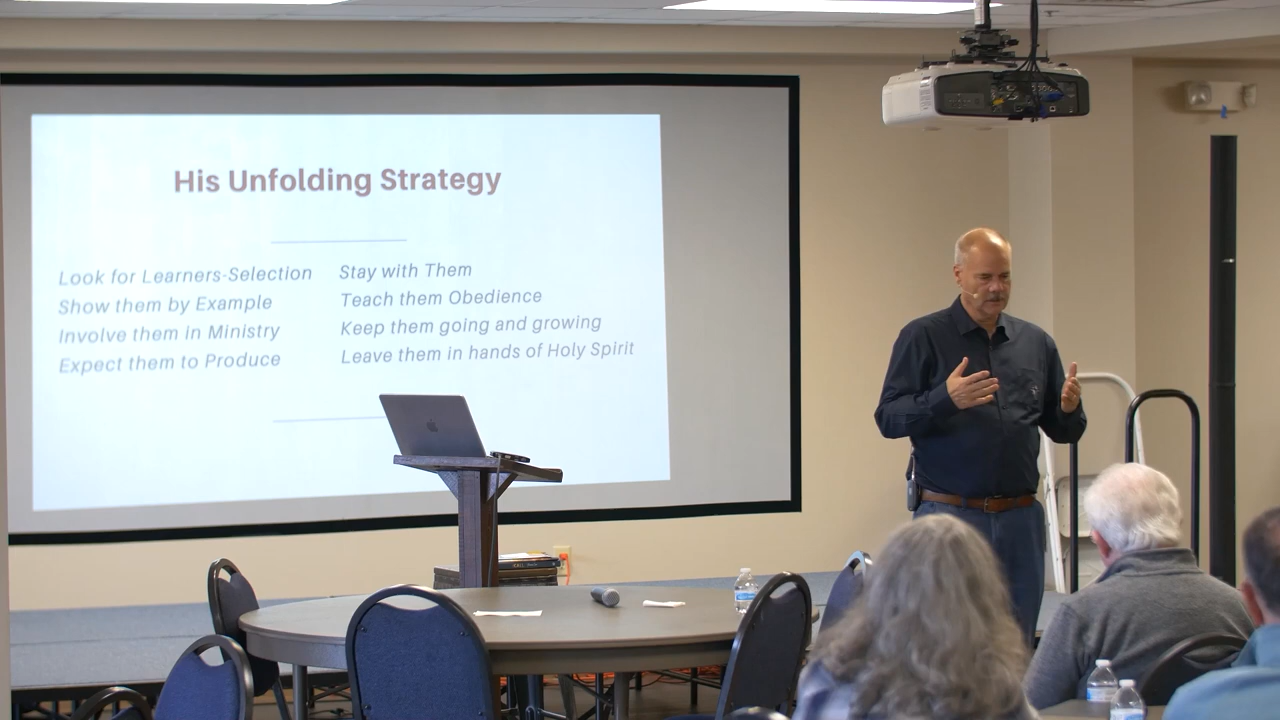 His Unfolding Strategy
Look for Learners-Selection
Show them by Example
Involve them in Ministry
Expect them to Produce
Stay with Them
Teach them Obedience
Keep them going and growing
Leave them in hands of Holy Spirit